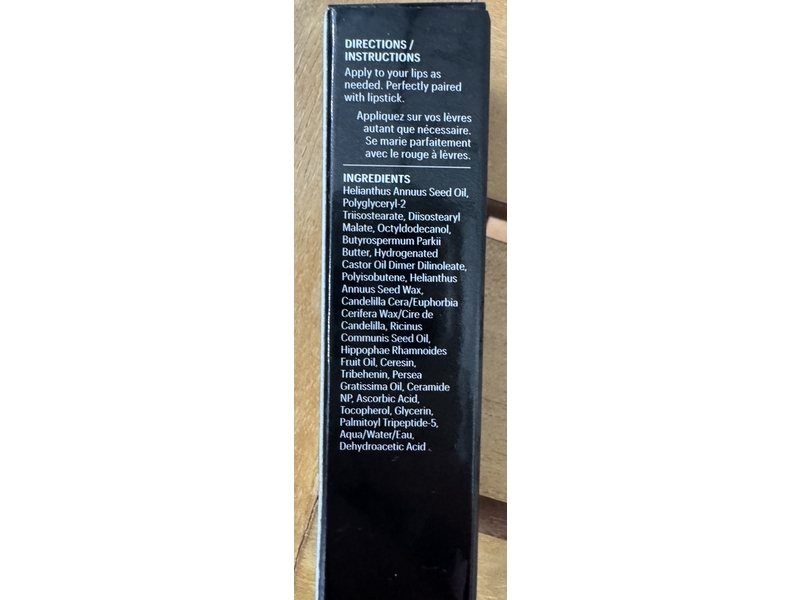 DIRECTIONS /
INSTRUCTIONS
Apply to your lips as
needed. Perfectly paired
with lipstick.
Appliquez sur vos lèvres
autant que nécessaire.
Se marie parfaitement
avec le rouge à lèvres.
INGREDIENTS
Helianthus Annuus Seed Oil,
Polyglyceryl-2
Triisostearate, Diisostearyl
Malate, Octyldodecanol,
Butyrospermum Parkii
Butter, Hydrogenated
Castor Oil Dimer Dilinoleate,
Polyisobutene, Helianthus
Annuus Seed Wax,
Candelilla Cera/Euphorbia
Cerifera Wax/Cire de
Candelilla, Ricinus
Communis Seed Oil,
Hippophae Rhamnoides
Fruit Oil, Ceresin,
Tribehenin, Persea
Gratissima Oil, Ceramide
NP, Ascorbic Acid,
Tocopherol, Glycerin,
Palmitoyl Tripeptide-5,
Aqua/Water/Eau,
Dehydroacetic Acid